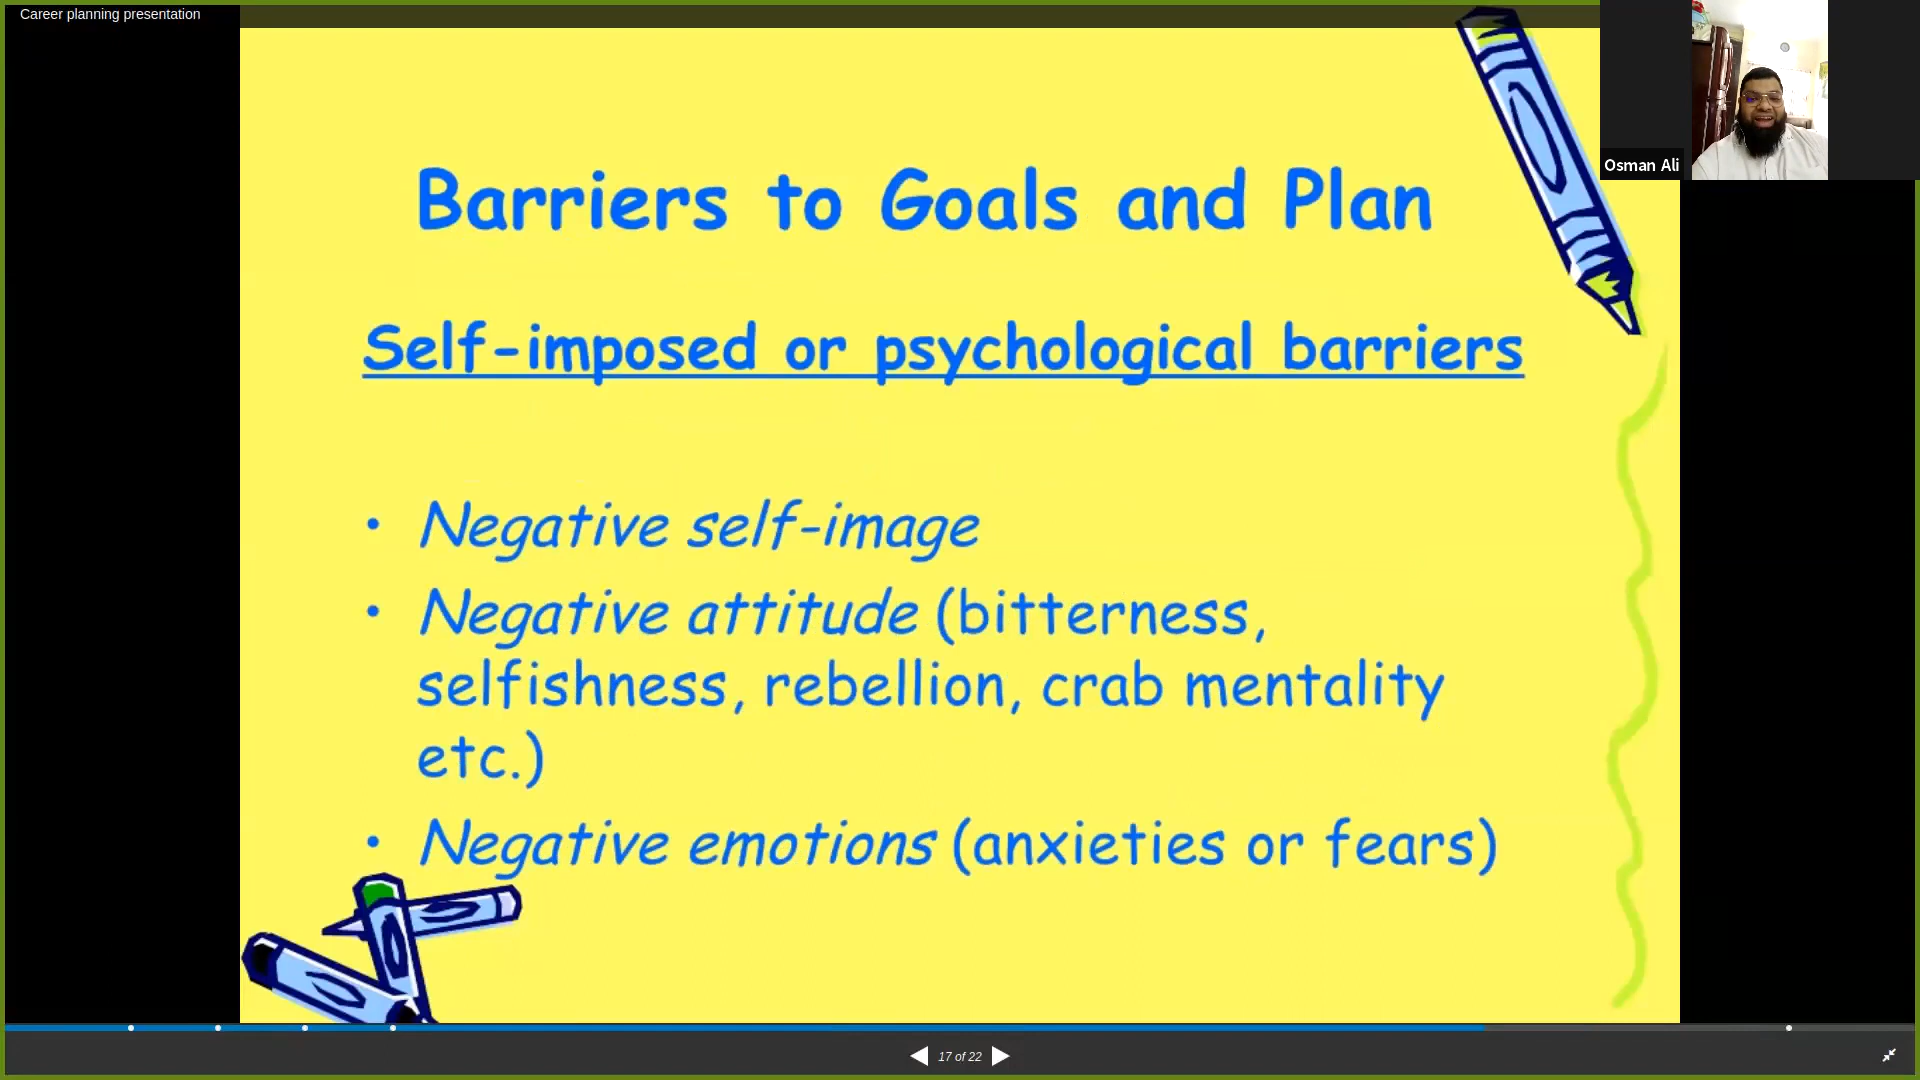 Career planning presentation
Osman Ali
Barriers to Goals and Plan
Self-imposed or psychological barriers
• Negative self-image
• Negative attitude (bitterness,
selfishness, rebellion, crab mentality
etc.)
• Negative emotions (anxieties or fears)
17 of 22